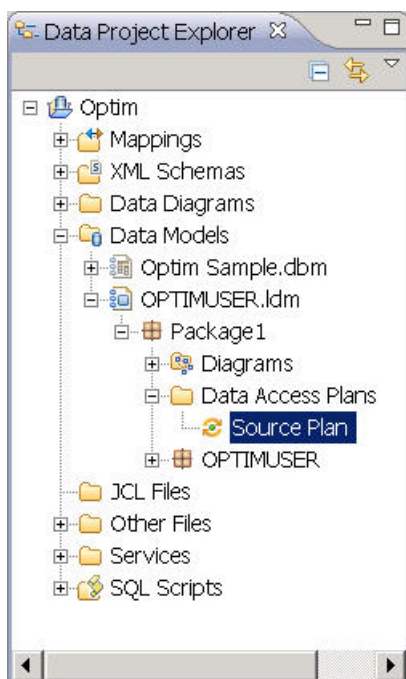 Data Project Explorer
Optim
Mappings
XML Schemas
Data Diagrams
Data Models
Optim Sample.dbm
OPTIMUSER.ldm
Package1
Diagrams
Data Access Plans
Source Plan
OPTIMUSER
JCL Files
Other Files
Services
SQL Scripts